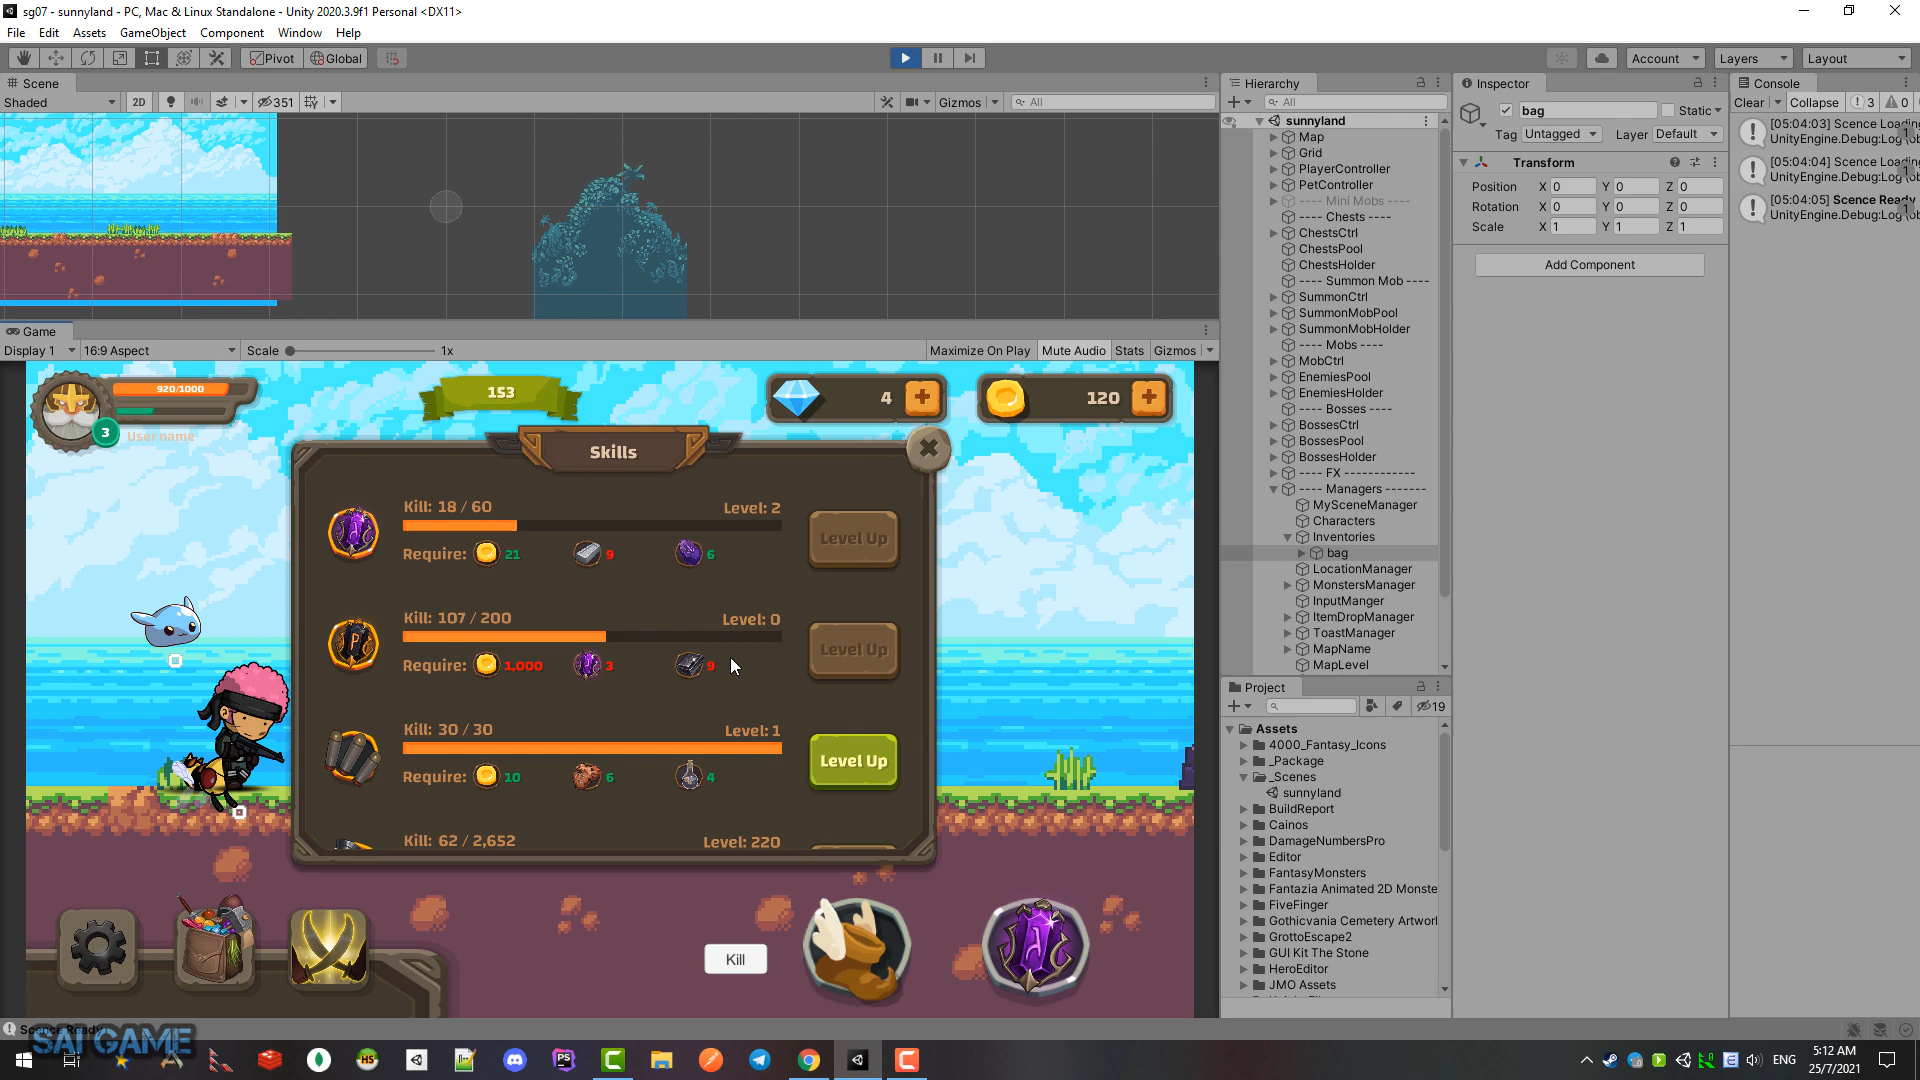 sg07 - sunnyland - PC, Mac & Linux Standalone - Unity 2020.3.9f1 Personal <DX11>
File Edit Assets GameObject Component Window Help
Pivot Global Account Layers Layout
Scene
Shaded 2D 351 Gizmos All
Game
Display 1 16:9 Aspect Scale 1x Maximize On Play Mute Audio Stats Gizmos
920/1000
3
User name
153
4
120
Skills
Kill: 18 / 60 Level: 2
Require: 21 9 6
Level Up
Kill: 107 / 200 Level: 0
Require: 1,000 3 9
Level Up
Kill: 30 / 30 Level: 1
Require: 10 6 4
Level Up
Kill: 62 / 2,652 Level: 220
Kill
Hierarchy
All
sunnyland
Map
Grid
PlayerController
PetController
---- Mini Mobs ----
---- Chests ----
ChestsCtrl
ChestsPool
ChestsHolder
---- Summon Mob ----
SummonCtrl
SummonMobPool
SummonMobHolder
---- Mobs ----
MobCtrl
EnemiesPool
EnemiesHolder
---- Bosses ----
BossesCtrl
BossesPool
BossesHolder
---- FX ------------
---- Managers -------
MySceneManager
Characters
Inventories
bag
LocationManager
MonstersManager
InputManger
ItemDropManager
ToastManager
MapName
MapLevel
Project
19
Assets
4000_Fantasy_Icons
_Package
_Scenes
sunnyland
BuildReport
Cainos
DamageNumbersPro
Editor
FantasyMonsters
Fantazia Animated 2D Monste
FiveFinger
Gothicvania Cemetery Artworl
GrottoEscape2
GUI Kit The Stone
HeroEditor
JMO Assets
Inspector
bag Static
Tag Untagged Layer Default
Transform
Position X 0 Y 0 Z 0
Rotation X 0 Y 0 Z 0
Scale X 1 Y 1 Z 1
Add Component
Console
Clear Collapse 3 0
[05:04:03] Scence Loading
UnityEngine.Debug:Log (ob
1
[05:04:04] Scence Loading
UnityEngine.Debug:Log (ob
1
[05:04:05] Scence Ready
UnityEngine.Debug:Log (ob
1
Scence Ready
SAI GAME
ENG
5:12 AM
25/7/2021